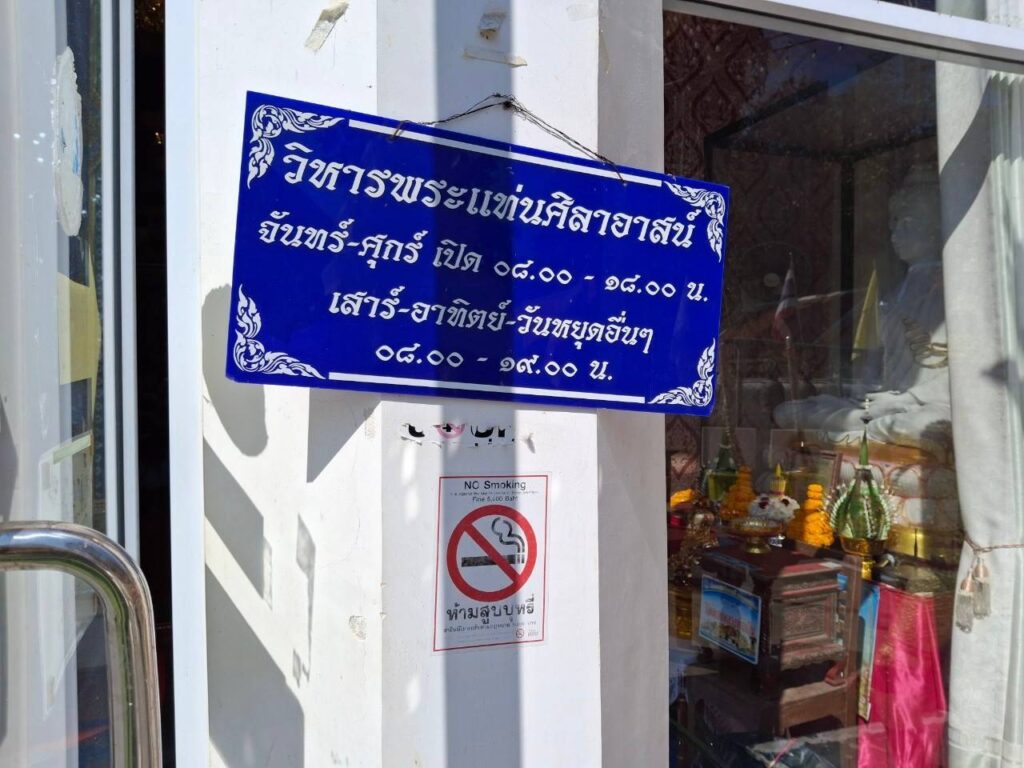 วิหารพระแท่นศิลาอาสน์
จันทร์-ศุกร์ เปิด ๐๘.๐๐ - ๑๘.๐๐ น.
เสาร์-อาทิตย์-วันหยุดอื่นๆ
๐๘.๐๐ - ๑๙.๐๐ น.
NO Smoking
ห้ามสูบบุหรี่